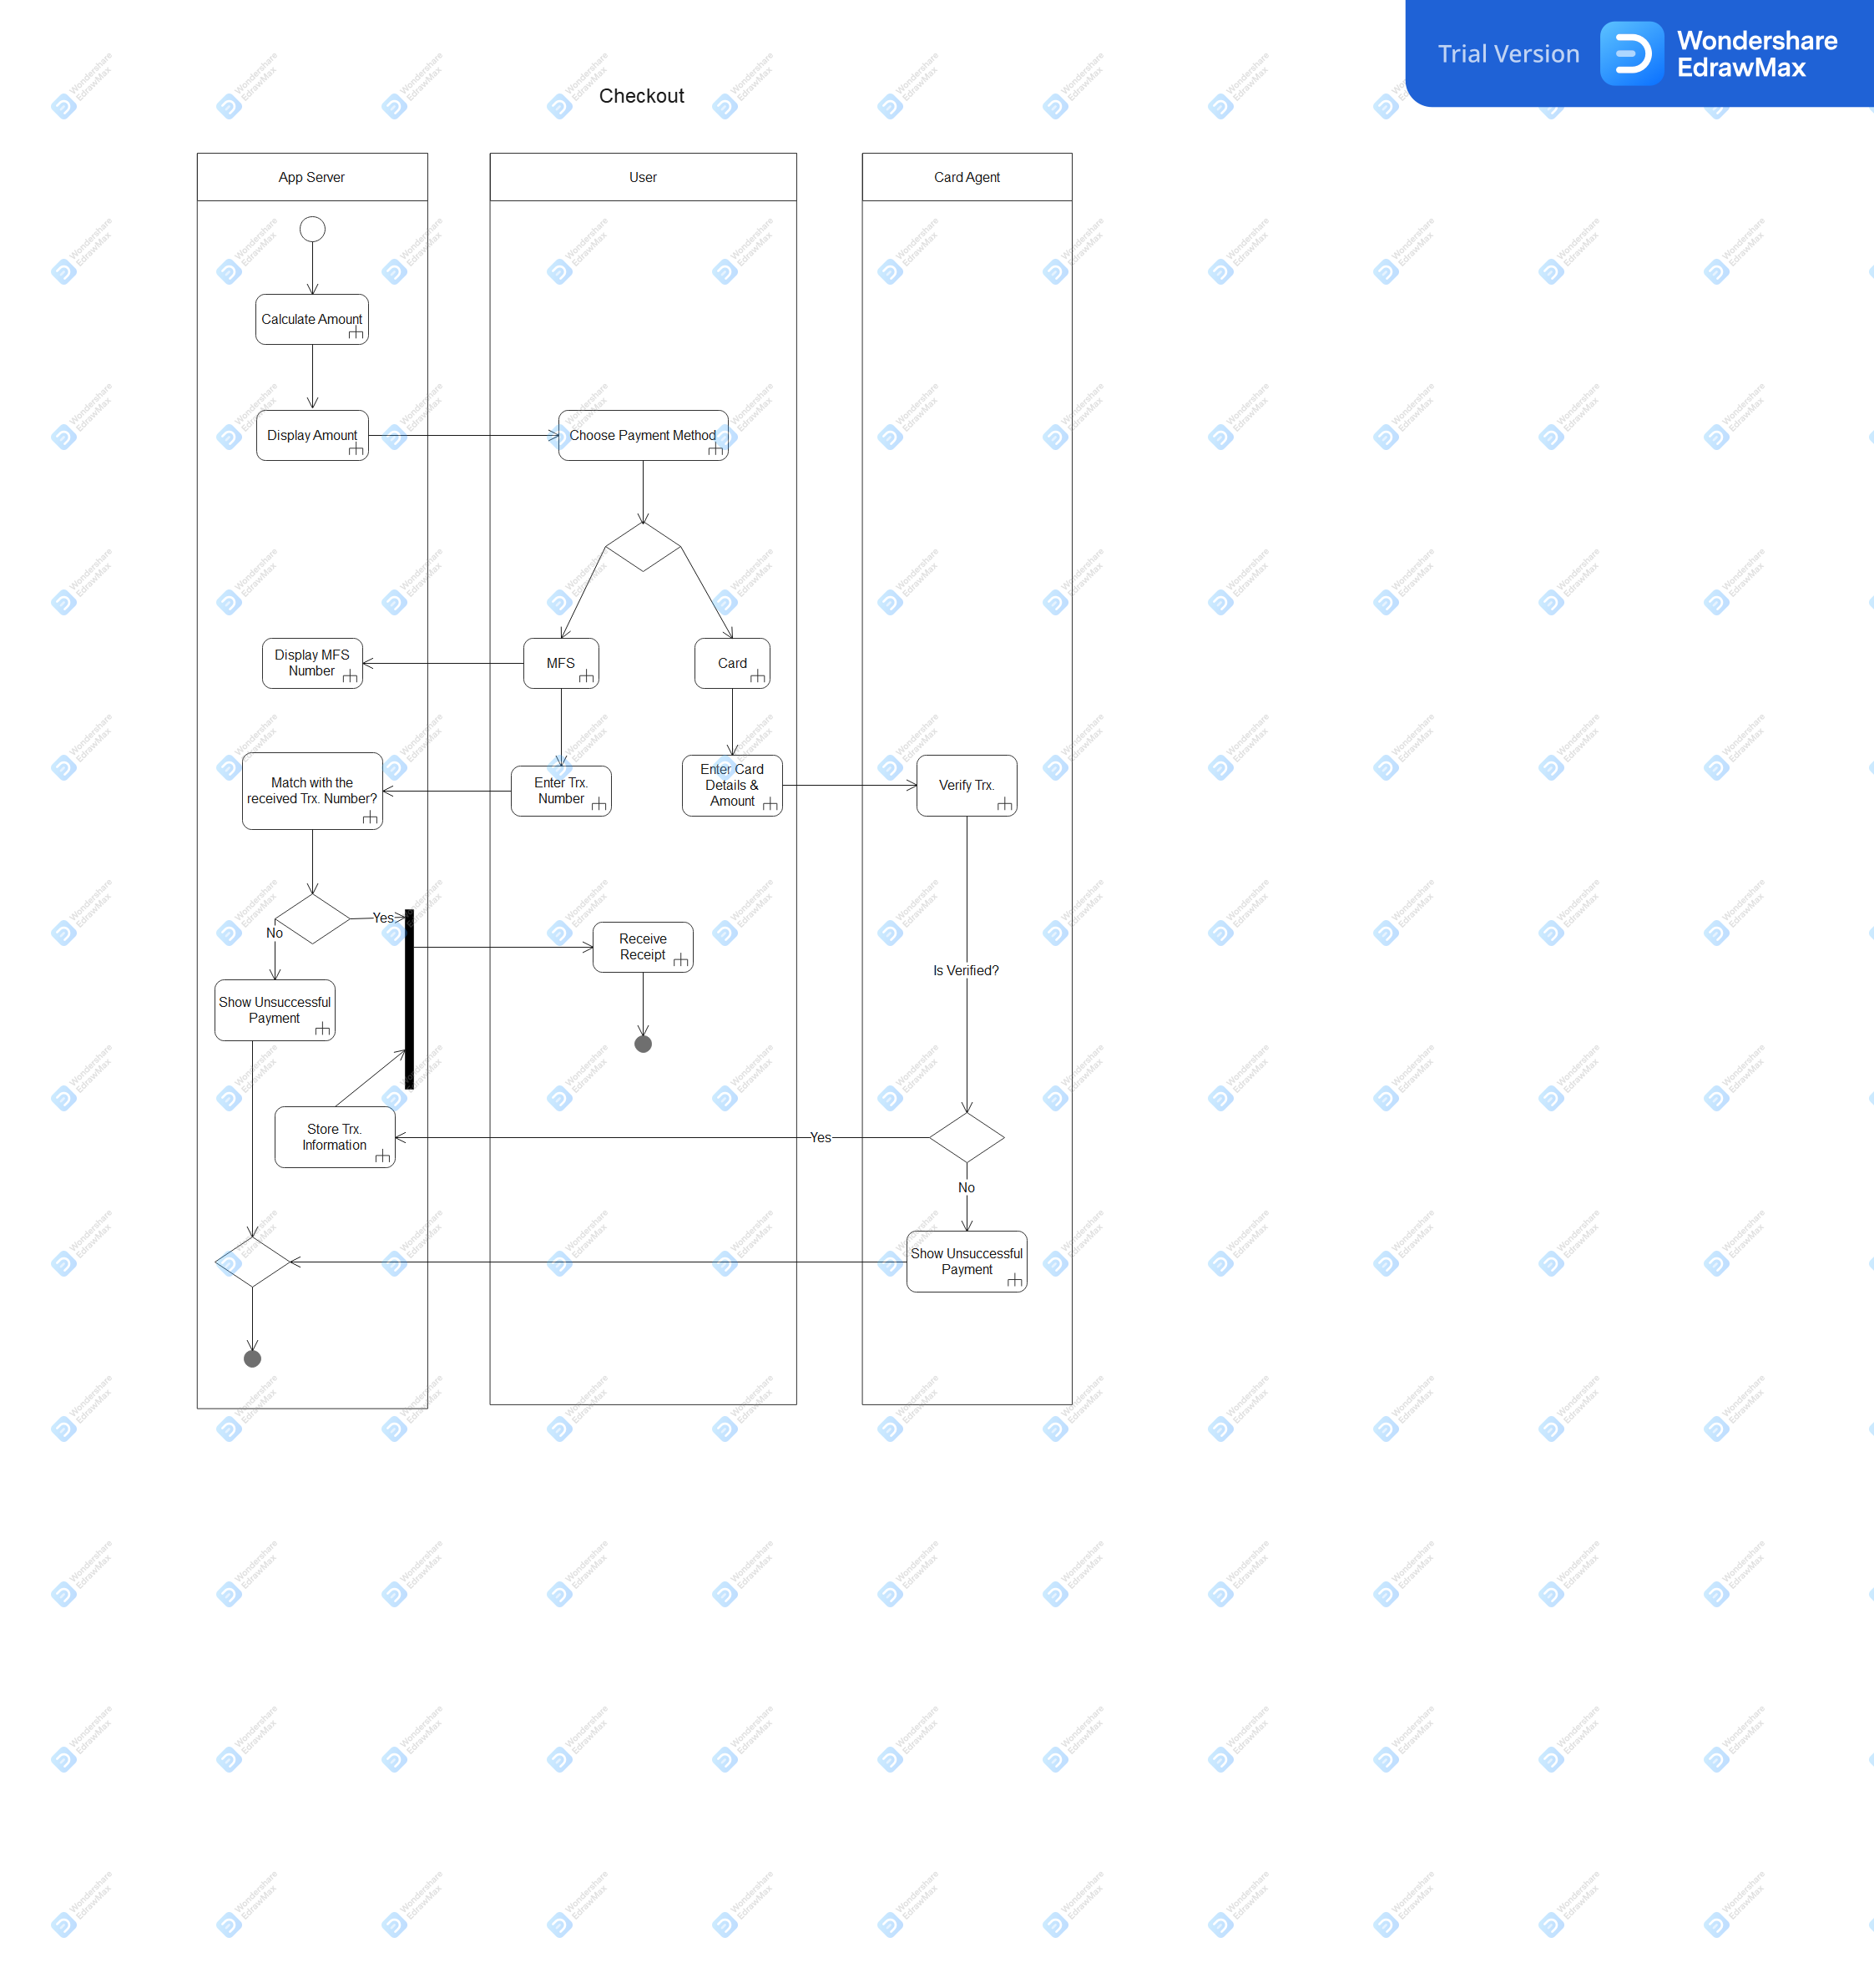 Trial Version
Wondershare
EdrawMax
Checkout
App Server
User
Card Agent
Calculate Amount
Display Amount
Choose Payment Method
Display MFS
Number
MFS
Card
Match with the
received Trx. Number?
Enter Trx.
Number
Enter Card
Details &
Amount
Verify Trx.
Yes
No
Receive
Receipt
Is Verified?
Show Unsuccessful
Payment
Store Trx.
Information
Yes
No
Show Unsuccessful
Payment